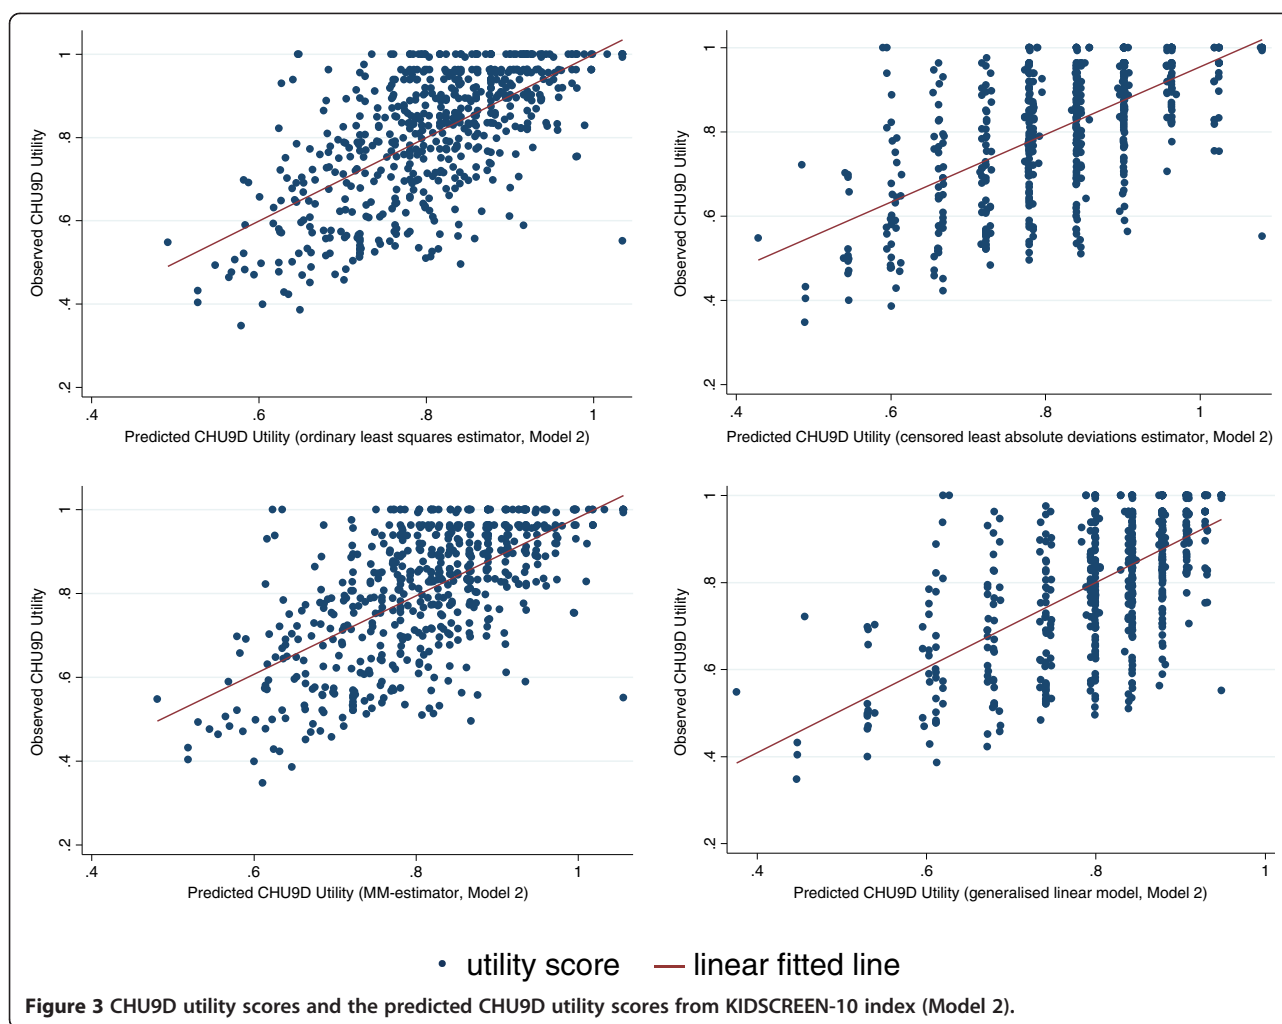 1
.8
.6
.4
.2
Observed CHU9D Utility
.4 .6 .8 1
Predicted CHU9D Utility (ordinary least squares estimator, Model 2)
1
.8
.6
.4
.2
Observed CHU9D Utility
.4 .6 .8 1
Predicted CHU9D Utility (censored least absolute deviations estimator, Model 2)
1
.8
.6
.4
.2
Observed CHU9D Utility
.4 .6 .8 1
Predicted CHU9D Utility (MM-estimator, Model 2)
1
.8
.6
.4
.2
Observed CHU9D Utility
.4 .6 .8 1
Predicted CHU9D Utility (generalised linear model, Model 2)
utility score linear fitted line
Figure 3 CHU9D utility scores and the predicted CHU9D utility scores from KIDSCREEN-10 index (Model 2).